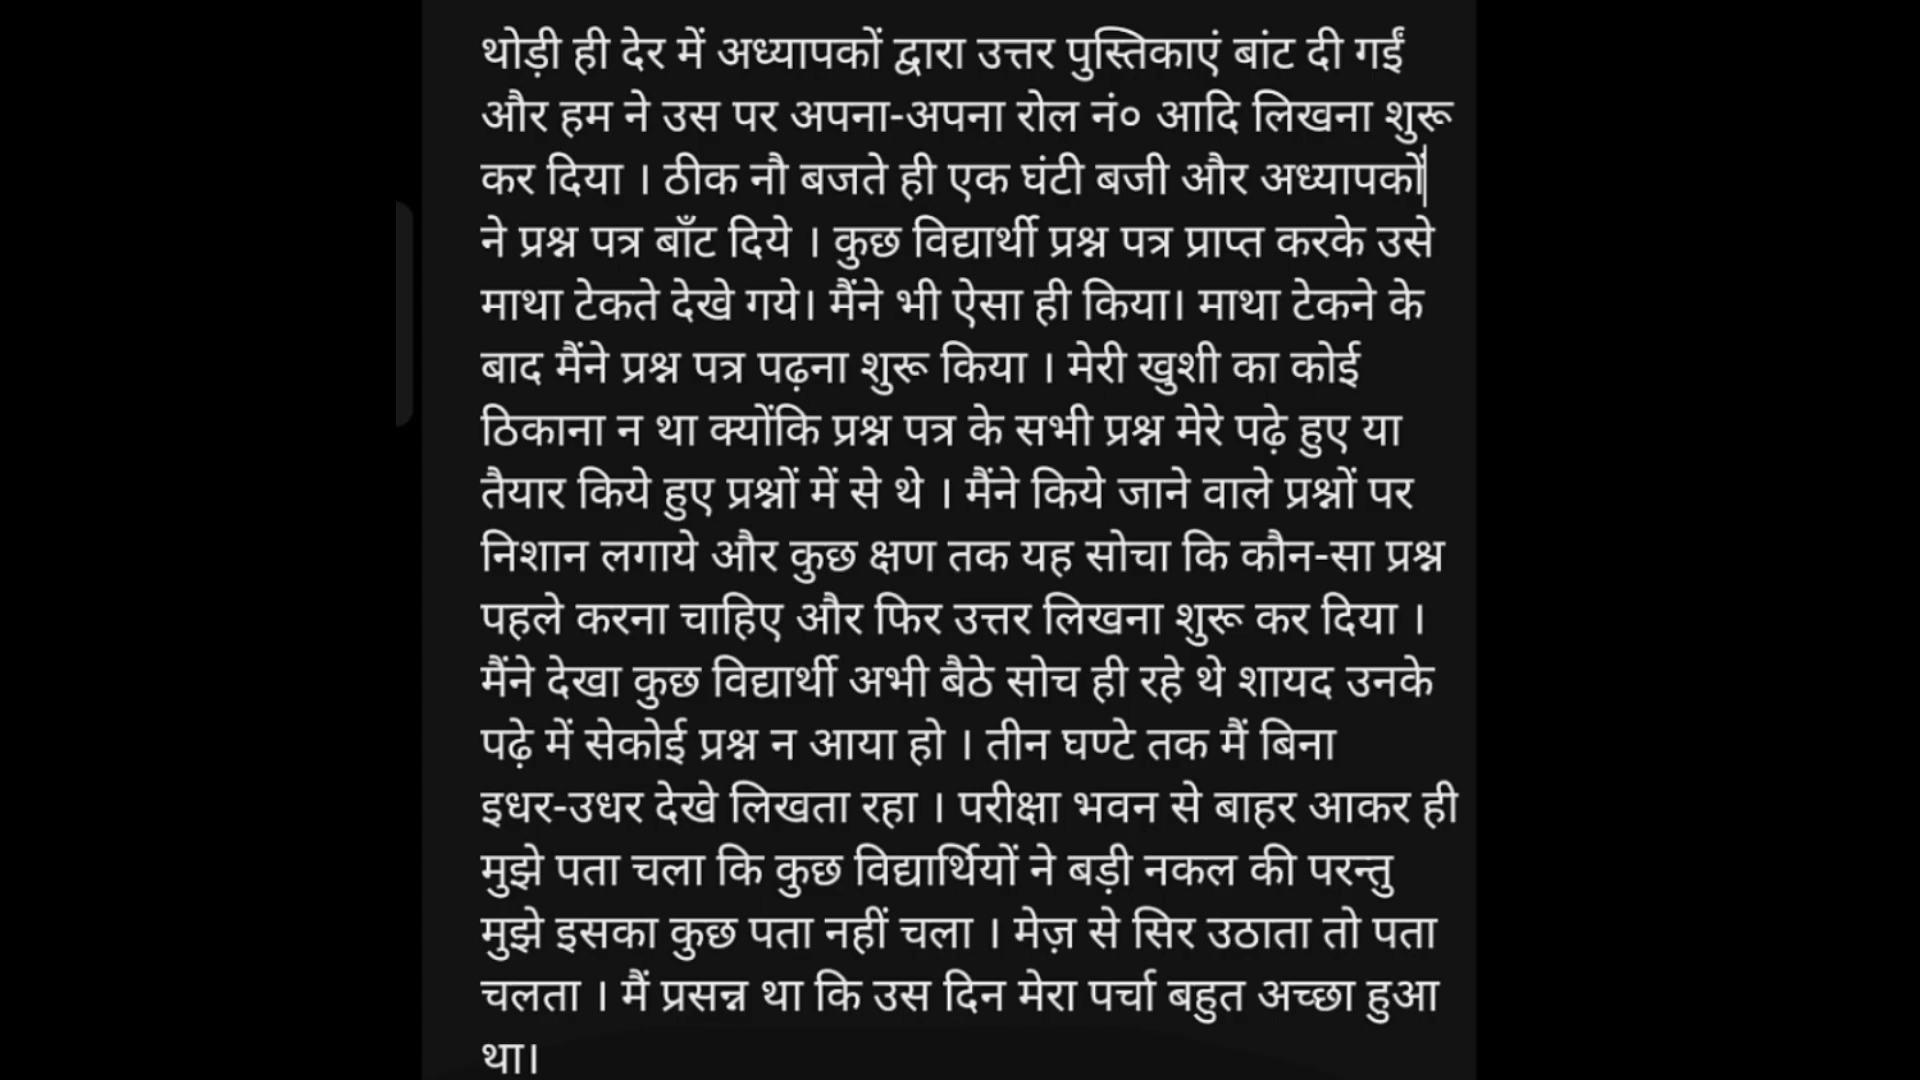 थोड़ी ही देर में अध्यापकों द्वारा उत्तर पुस्तिकाएं बांट दी गईं
और हम ने उस पर अपना-अपना रोल नं० आदि लिखना शुरू
कर दिया । ठीक नौ बजते ही एक घंटी बजी और अध्यापकों
ने प्रश्न पत्र बाँट दिये । कुछ विद्यार्थी प्रश्न पत्र प्राप्त करके उसे
माथा टेकते देखे गये। मैंने भी ऐसा ही किया। माथा टेकने के
बाद मैंने प्रश्न पत्र पढ़ना शुरू किया । मेरी खुशी का कोई
ठिकाना न था क्योंकि प्रश्न पत्र के सभी प्रश्न मेरे पढ़े हुए या
तैयार किये हुए प्रश्नों में से थे । मैंने किये जाने वाले प्रश्नों पर
निशान लगाये और कुछ क्षण तक यह सोचा कि कौन-सा प्रश्न
पहले करना चाहिए और फिर उत्तर लिखना शुरू कर दिया ।
मैंने देखा कुछ विद्यार्थी अभी बैठे सोच ही रहे थे शायद उनके
पढ़े में सेकोई प्रश्न न आया हो । तीन घण्टे तक मैं बिना
इधर-उधर देखे लिखता रहा । परीक्षा भवन से बाहर आकर ही
मुझे पता चला कि कुछ विद्यार्थियों ने बड़ी नकल की परन्तु
मुझे इसका कुछ पता नहीं चला । मेज़ से सिर उठाता तो पता
चलता । मैं प्रसन्न था कि उस दिन मेरा पर्चा बहुत अच्छा हुआ
था।